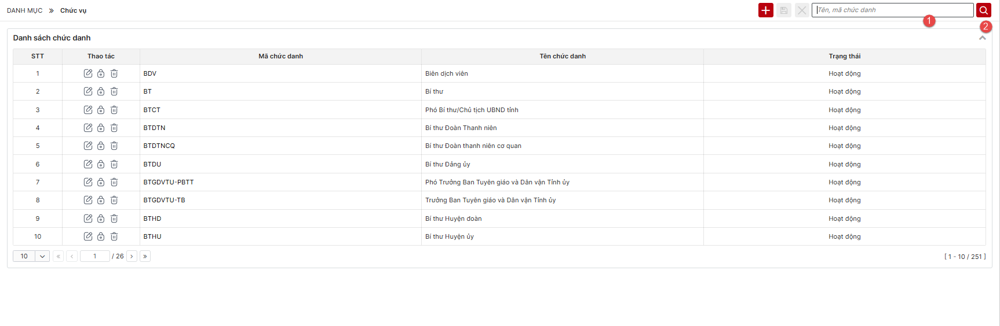 DANH MỤC » Chức vụ
Tên, mã chức danh
1
2
Danh sách chức danh
STT Thao tác Mã chức danh Tên chức danh Trạng thái
1 BDV Biên dịch viên Hoạt động
2 BT Bí thư Hoạt động
3 BTCT Phó Bí thư/Chủ tịch UBND tỉnh Hoạt động
4 BTDTN Bí thư Đoàn Thanh niên Hoạt động
5 BTDTNCQ Bí thư Đoàn thanh niên cơ quan Hoạt động
6 BTDU Bí thư Đảng ủy Hoạt động
7 BTGDVTU-PBTT Phó Trưởng Ban Tuyên giáo và Dân vận Tỉnh ủy Hoạt động
8 BTGDVTU-TB Trưởng Ban Tuyên giáo và Dân vận Tỉnh ủy Hoạt động
9 BTHD Bí thư Huyện đoàn Hoạt động
10 BTHU Bí thư Huyện ủy Hoạt động
10 « ‹ 1 / 26 › » [ 1 - 10 / 251 ]